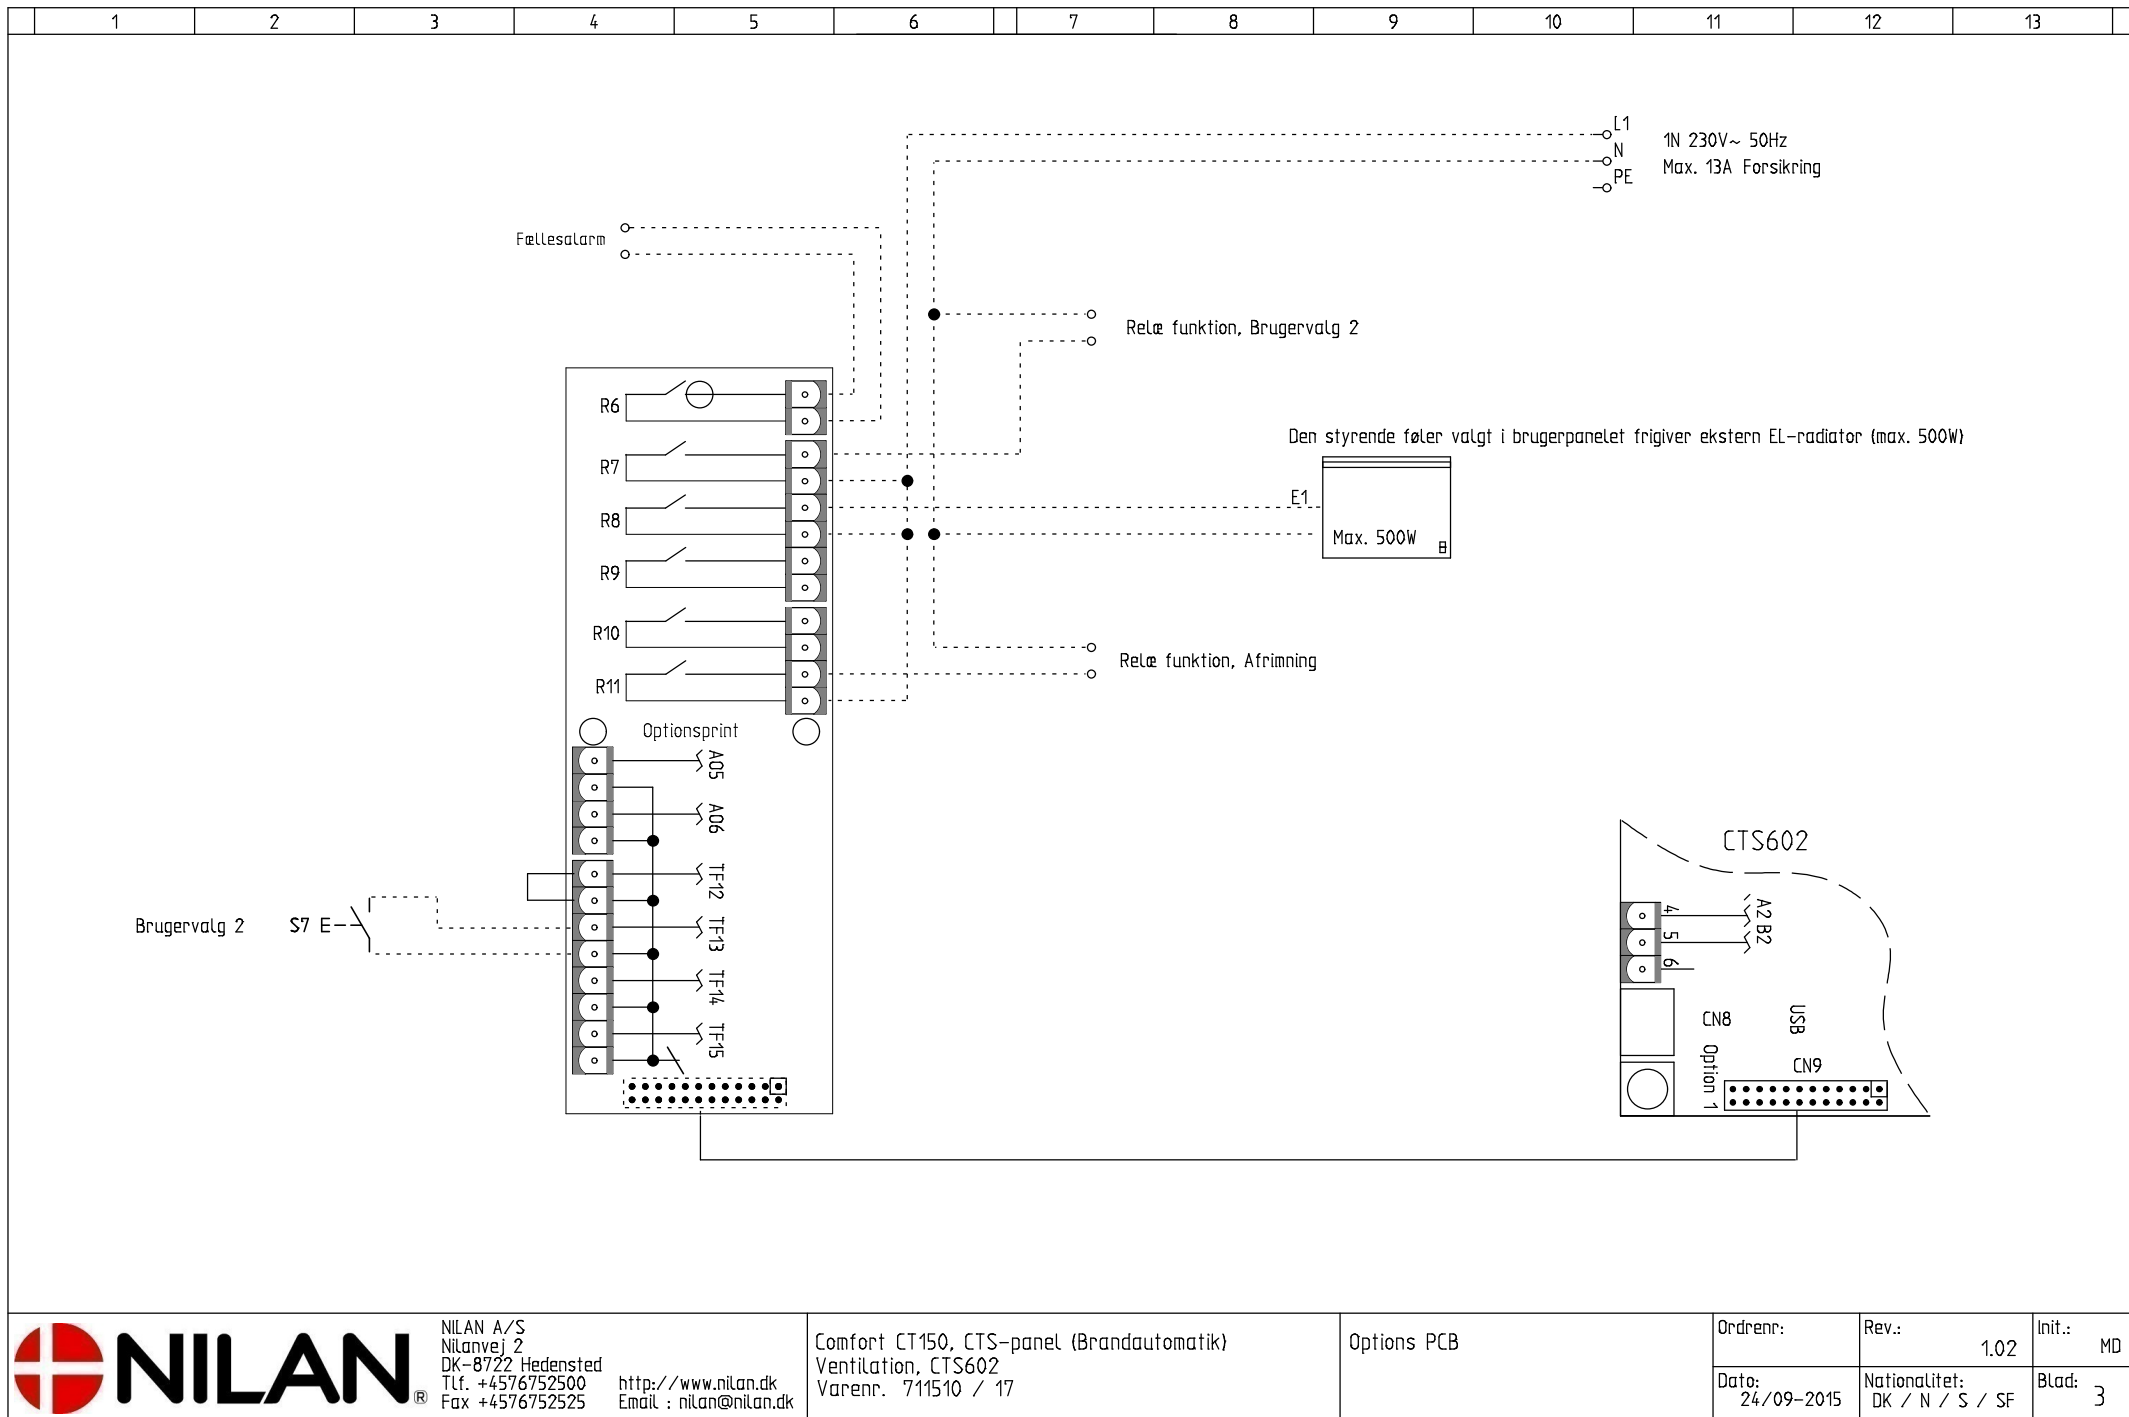 1 2 3 4 5 6 7 8 9 10 11 12 13
L1
N
PE
1N 230V~ 50Hz
Max. 13A Forsikring
Fællesalarm
Relæ funktion, Brugervalg 2
R6
R7
R8
R9
R10
R11
Den styrende føler valgt i brugerpanelet frigiver ekstern EL-radiator (max. 500W)
E1
Max. 500W
Relæ funktion, Afrimning
Optionsprint
A05
A06
TF12
TF13
TF14
TF15
Brugervalg 2
S7
CTS602
4
5
6
A2
B2
CN8
USB
Option 1
CN9
NILAN®
NILAN A/S
Nilanvej 2
DK-8722 Hedensted
Tlf. +4576752500 http://www.nilan.dk
Fax +4576752525 Email : nilan@nilan.dk
Comfort CT150, CTS-panel (Brandautomatik)
Ventilation, CTS602
Varenr. 711510 / 17
Options PCB
Ordrenr:
Rev.: 1.02
Init.: MD
Dato: 24/09-2015
Nationalitet: DK / N / S / SF
Blad: 3